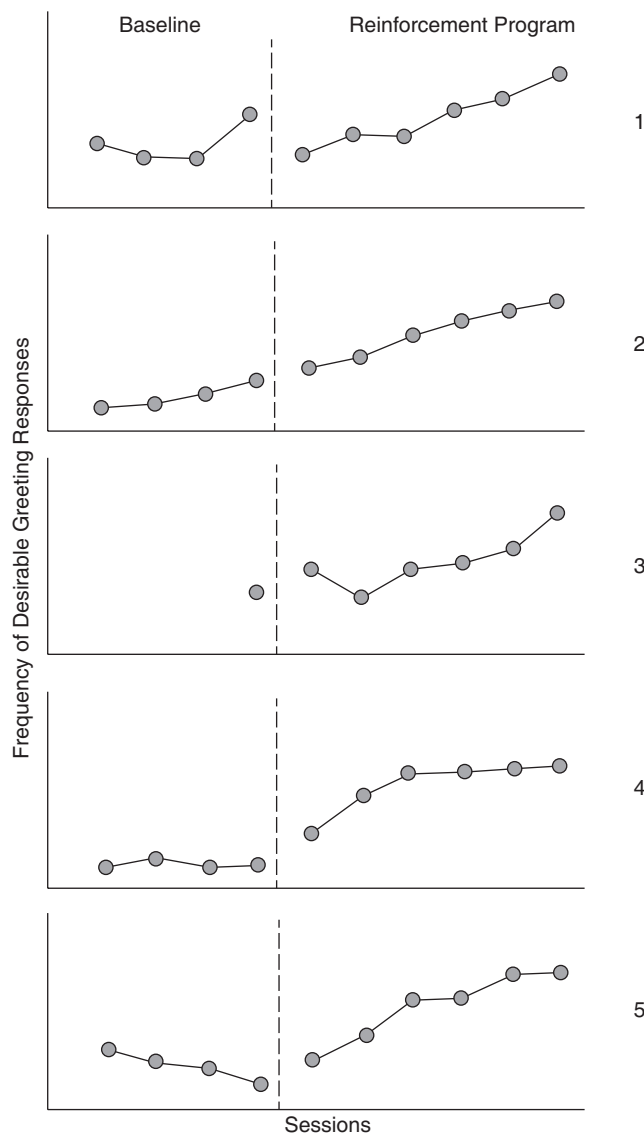 Baseline
Reinforcement Program
1
2
3
4
5
Frequency of Desirable Greeting Responses
Sessions